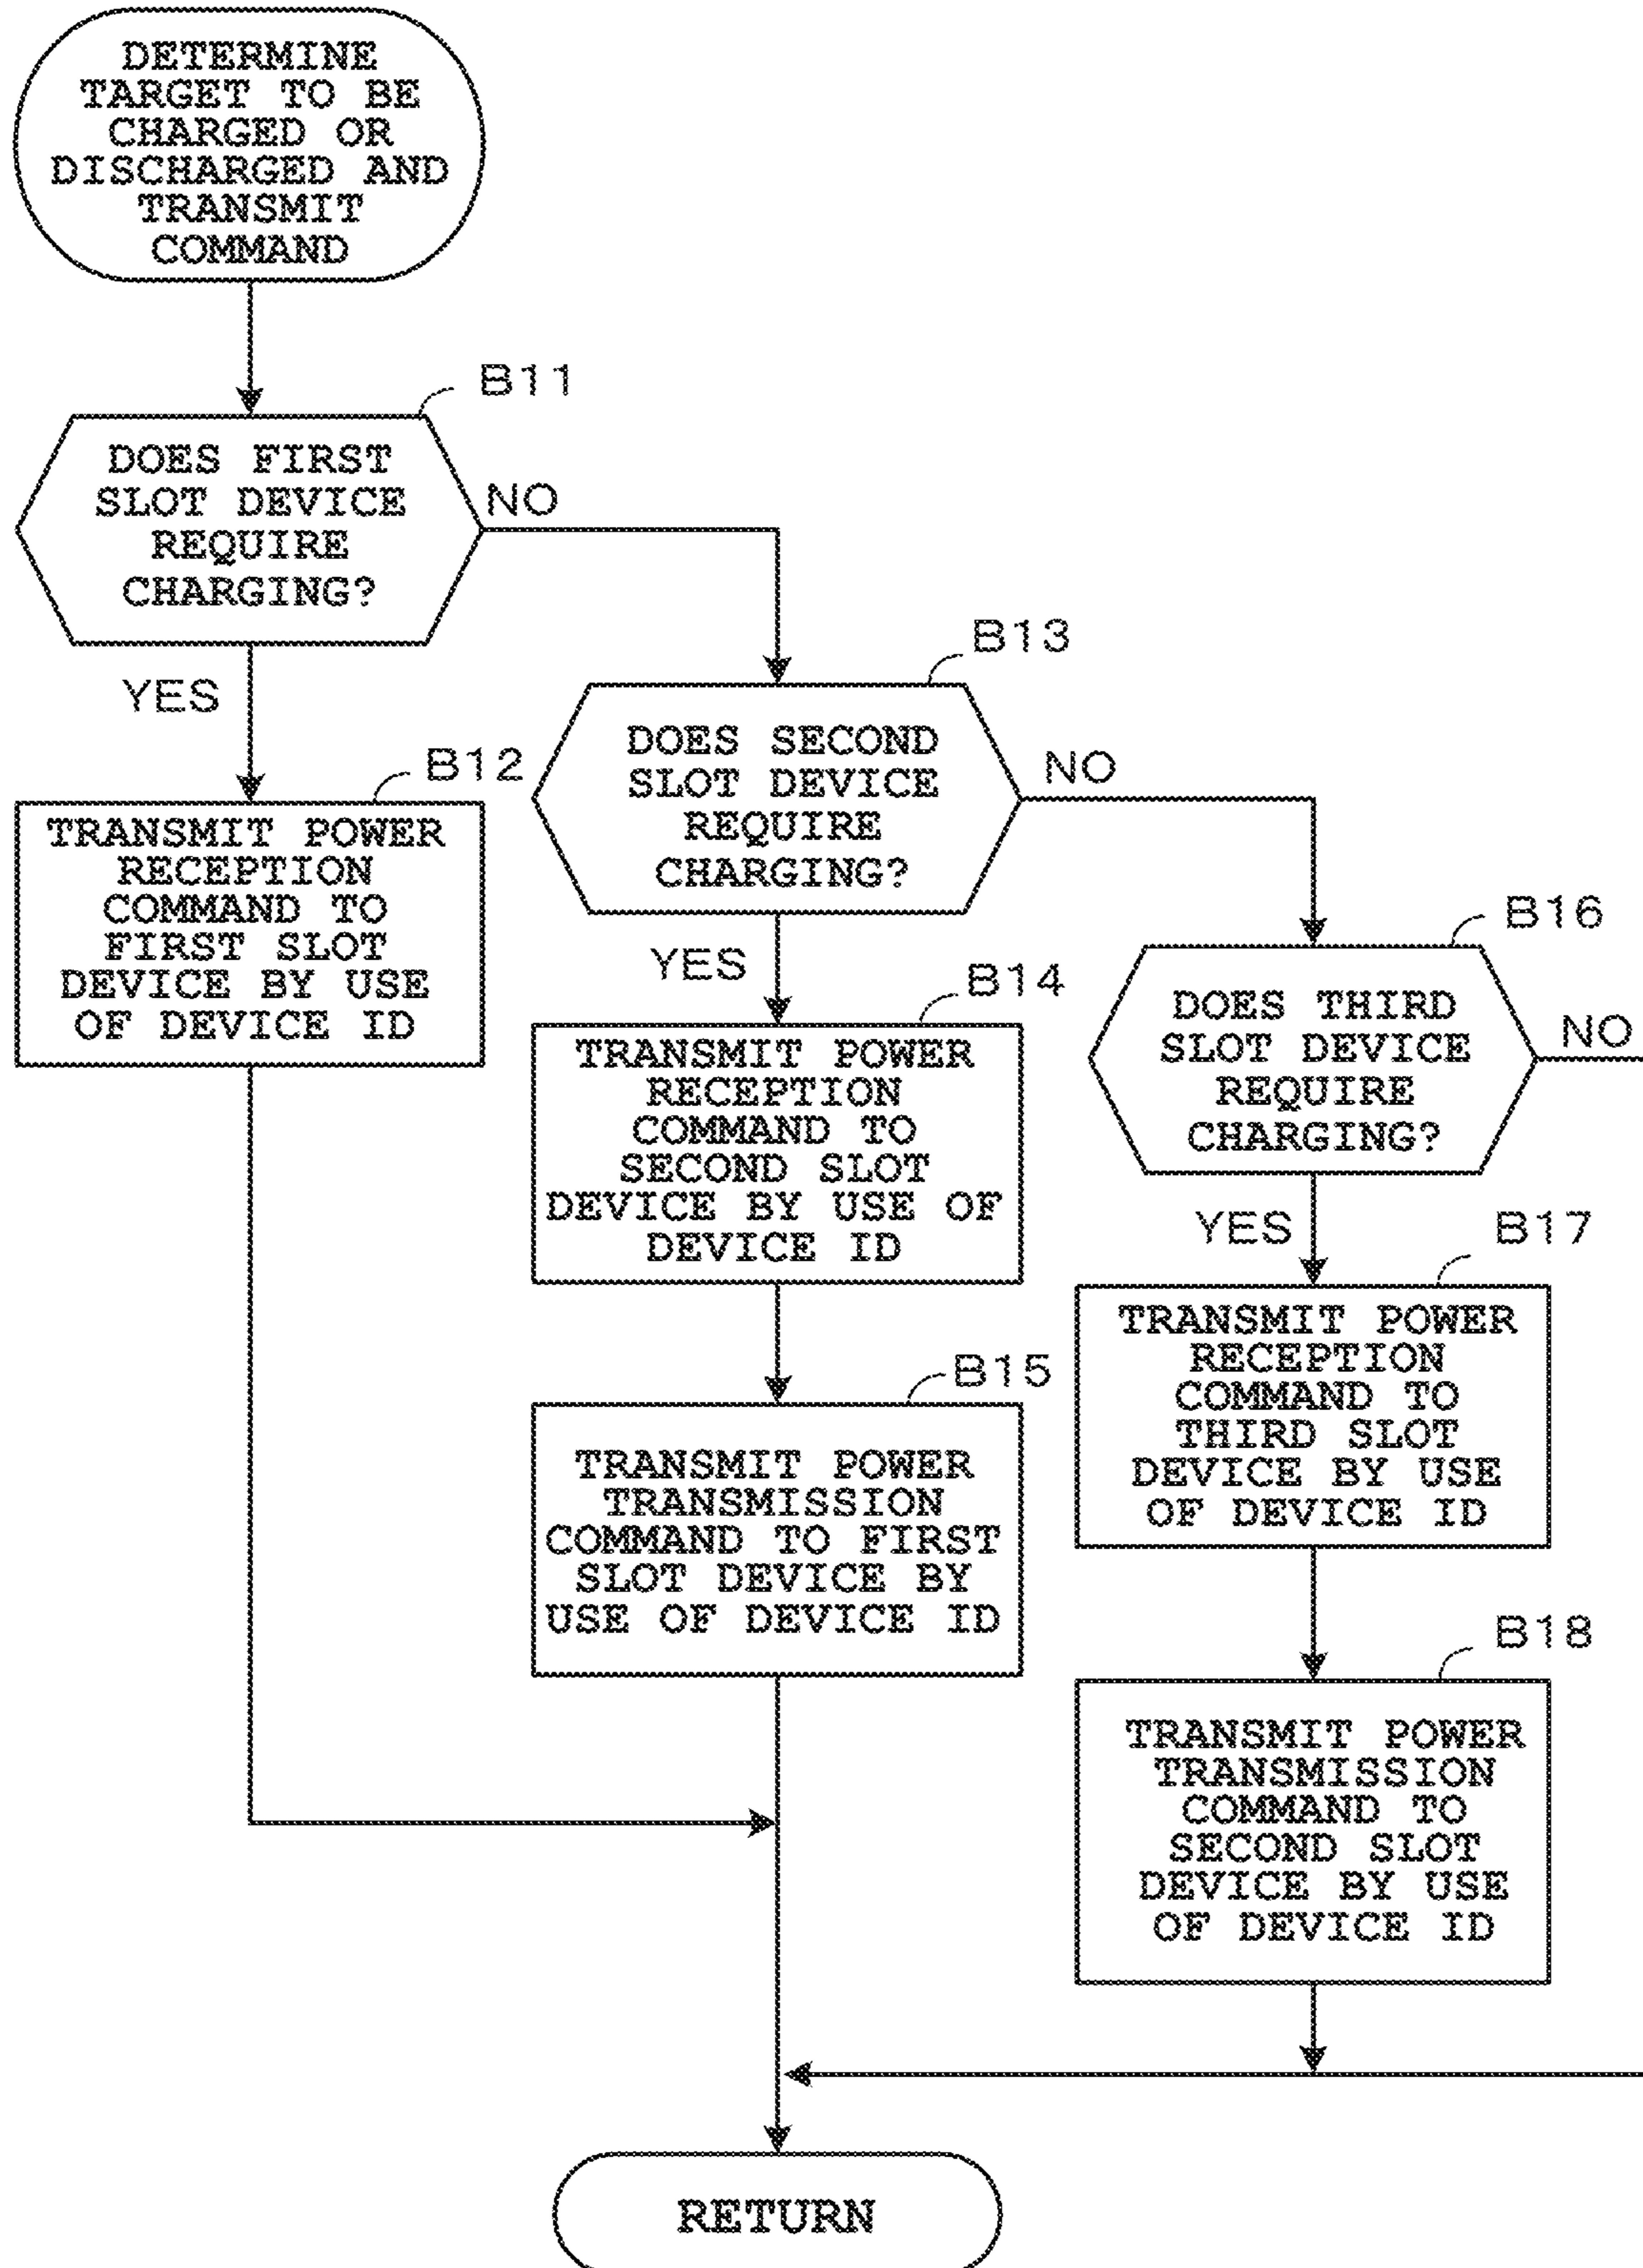 DETERMINE
TARGET TO BE
CHARGED OR
DISCHARGED AND
TRANSMIT
COMMAND
B11
DOES FIRST
SLOT DEVICE
REQUIRE
CHARGING?
NO
YES
B12
TRANSMIT POWER
RECEPTION
COMMAND TO
FIRST SLOT
DEVICE BY USE
OF DEVICE ID
B13
DOES SECOND
SLOT DEVICE
REQUIRE
CHARGING?
NO
YES
B14
TRANSMIT POWER
RECEPTION
COMMAND TO
SECOND SLOT
DEVICE BY USE OF
DEVICE ID
B15
TRANSMIT POWER
TRANSMISSION
COMMAND TO FIRST
SLOT DEVICE BY
USE OF DEVICE ID
B16
DOES THIRD
SLOT DEVICE
REQUIRE
CHARGING?
NO
YES
B17
TRANSMIT POWER
RECEPTION
COMMAND TO
THIRD SLOT
DEVICE BY USE
OF DEVICE ID
B18
TRANSMIT POWER
TRANSMISSION
COMMAND TO
SECOND SLOT
DEVICE BY USE
OF DEVICE ID
RETURN